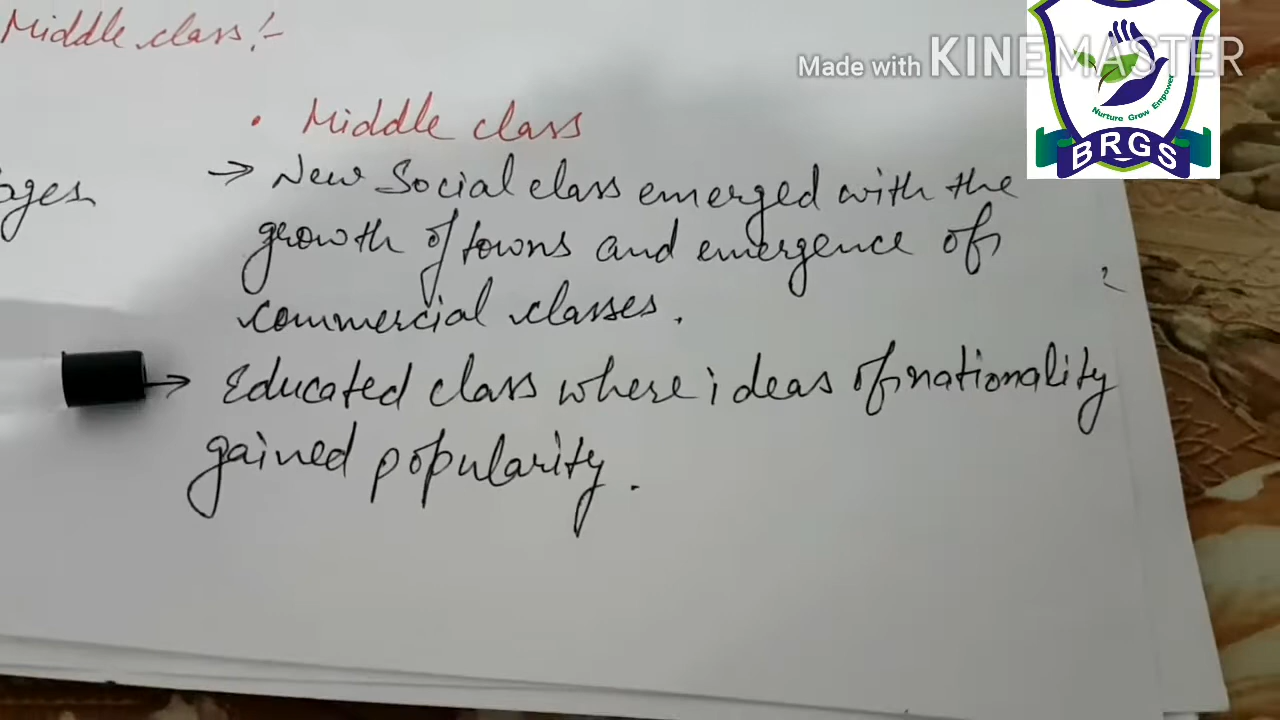 Middle class:-
Made with KINEMASTER
Nurture Grow Empower
BRGS
• Middle class
→ New Social class emerged with the
growth of towns and emergence of
commercial classes.
→ Educated class where ideas of nationality
gained popularity.